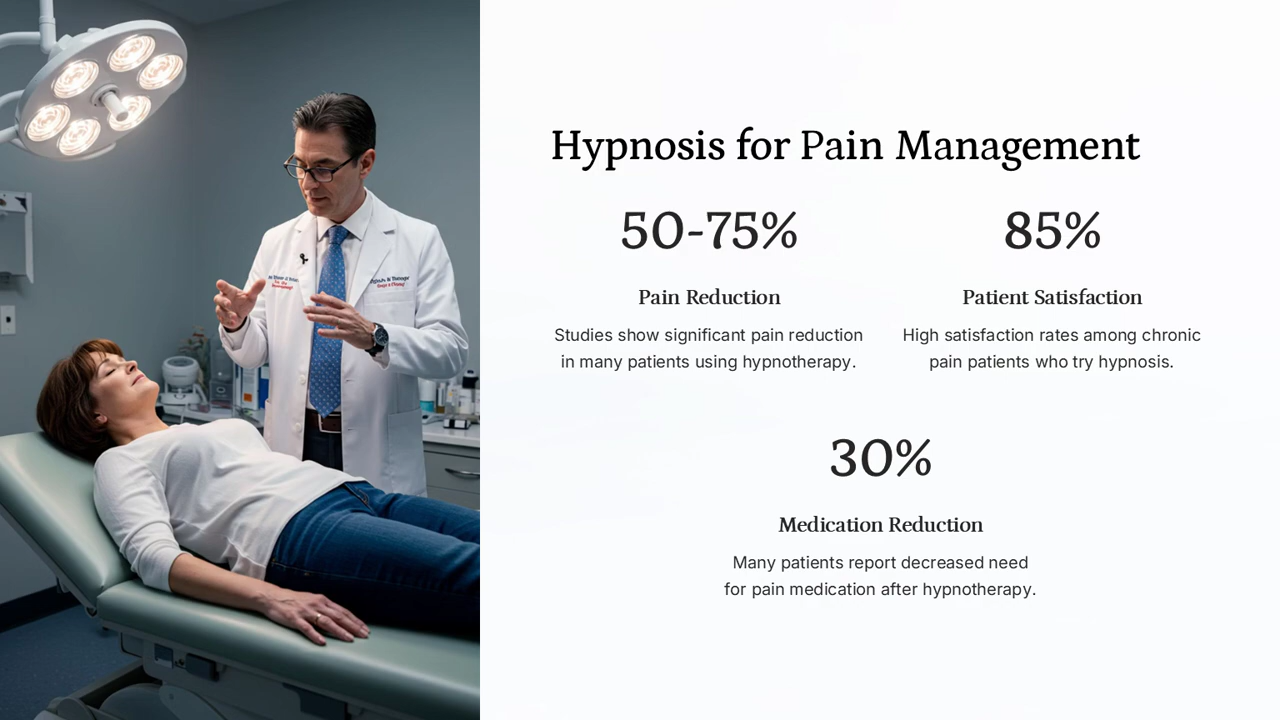 Hypnosis for Pain Management
50-75%
Pain Reduction
Studies show significant pain reduction
in many patients using hypnotherapy.
85%
Patient Satisfaction
High satisfaction rates among chronic
pain patients who try hypnosis.
30%
Medication Reduction
Many patients report decreased need
for pain medication after hypnotherapy.